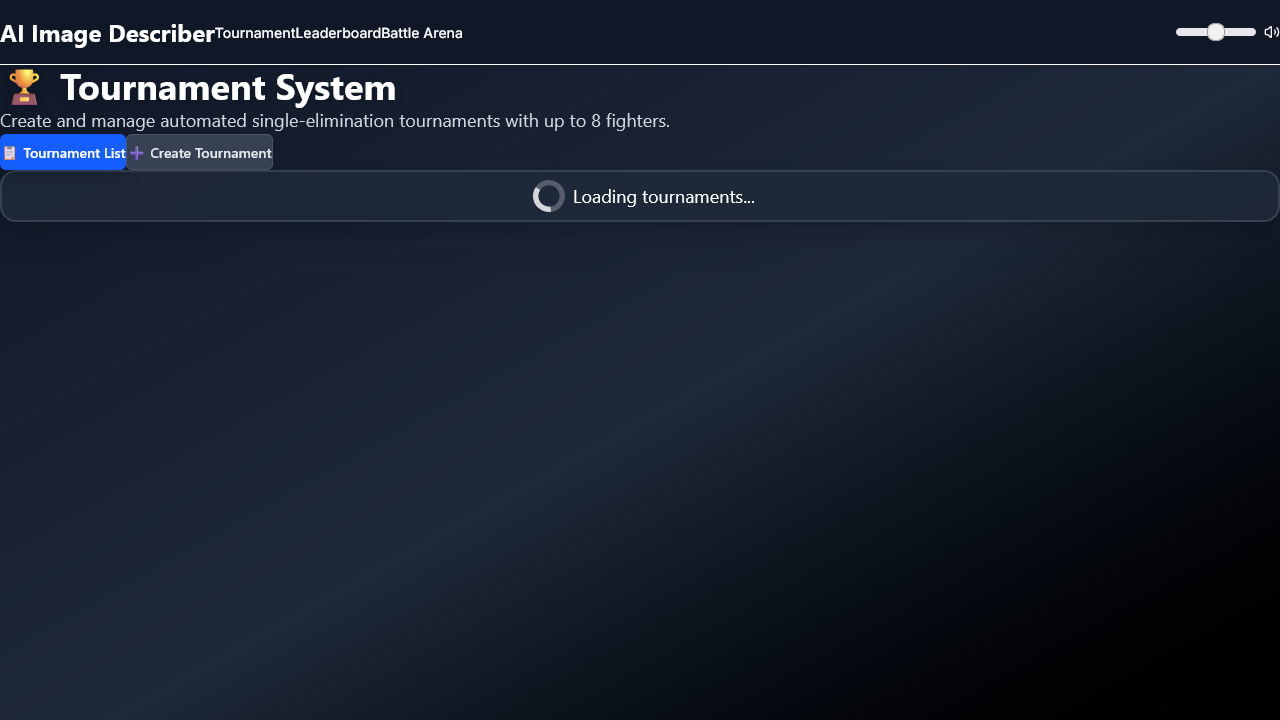 AI Image Describer Tournament Leaderboard Battle Arena
🏆 Tournament System
Create and manage automated single-elimination tournaments with up to 8 fighters.
📋 Tournament List ➕ Create Tournament
Loading tournaments...